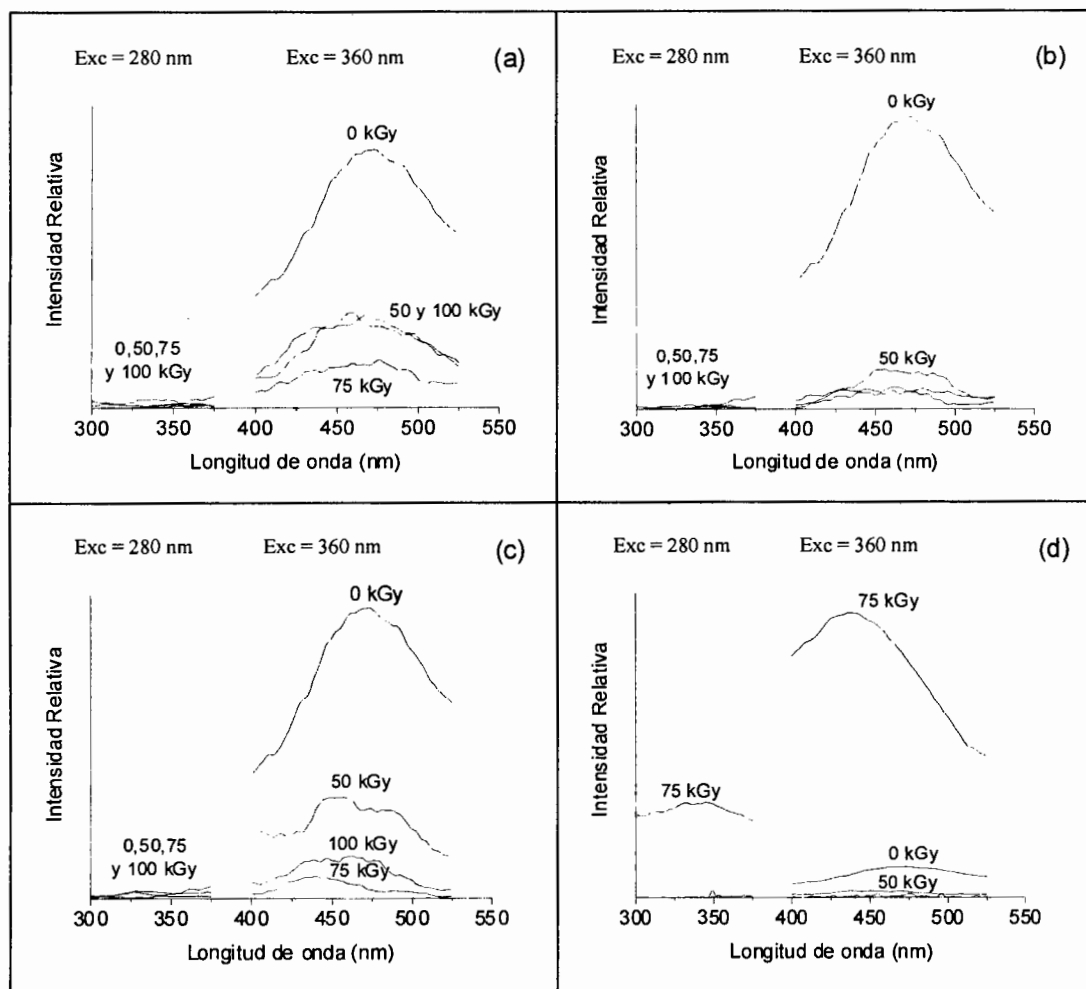 Exc = 280 nm Exc = 360 nm (a)
0 kGy
Intensidad Relativa
50 y 100 kGy
0,50,75
y 100 kGy
75 kGy
300 350 400 450 500 550
Longitud de onda (nm)
Exc = 280 nm Exc = 360 nm (b)
0 kGy
Intensidad Relativa
0,50,75
y 100 kGy
50 kGy
300 350 400 450 500 550
Longitud de onda (nm)
Exc = 280 nm Exc = 360 nm (c)
0 kGy
Intensidad Relativa
50 kGy
0,50,75
y 100 kGy
100 kGy
75 kGy
300 350 400 450 500 550
Longitud de onda (nm)
Exc = 280 nm Exc = 360 nm (d)
75 kGy
Intensidad Relativa
75 kGy
0 kGy
50 kGy
300 350 400 450 500 550
Longitud de onda (nm)